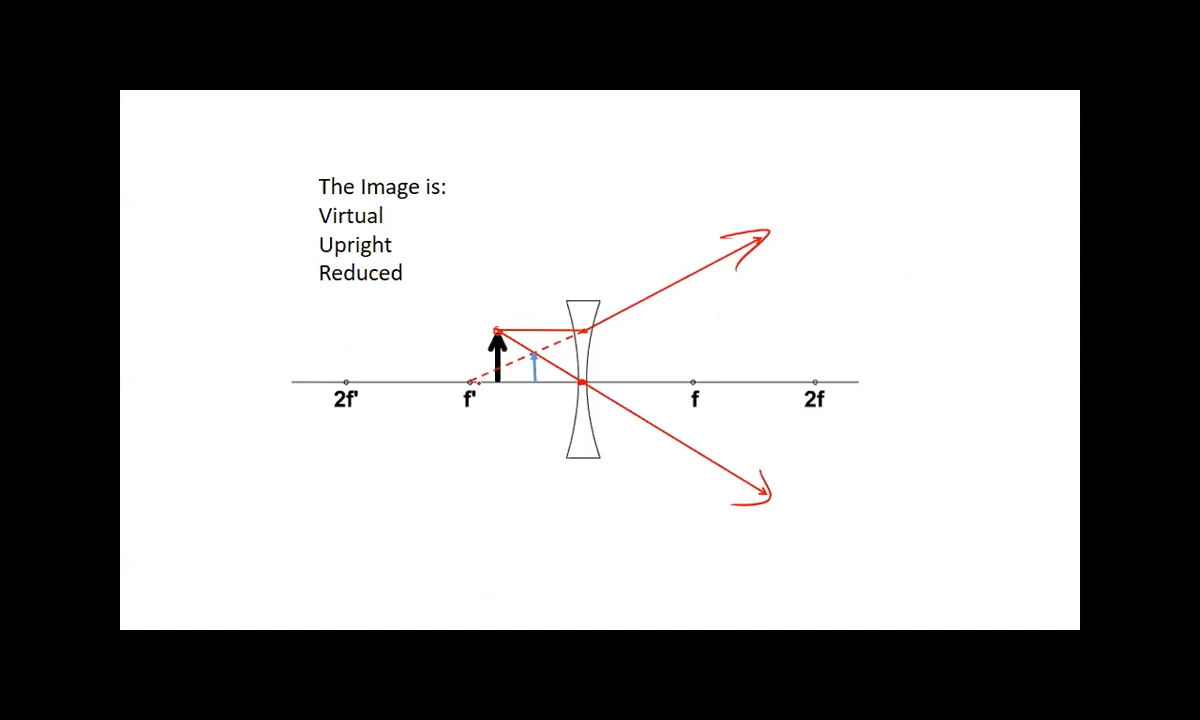 The Image is:
Virtual
Upright
Reduced
2f' f' f 2f